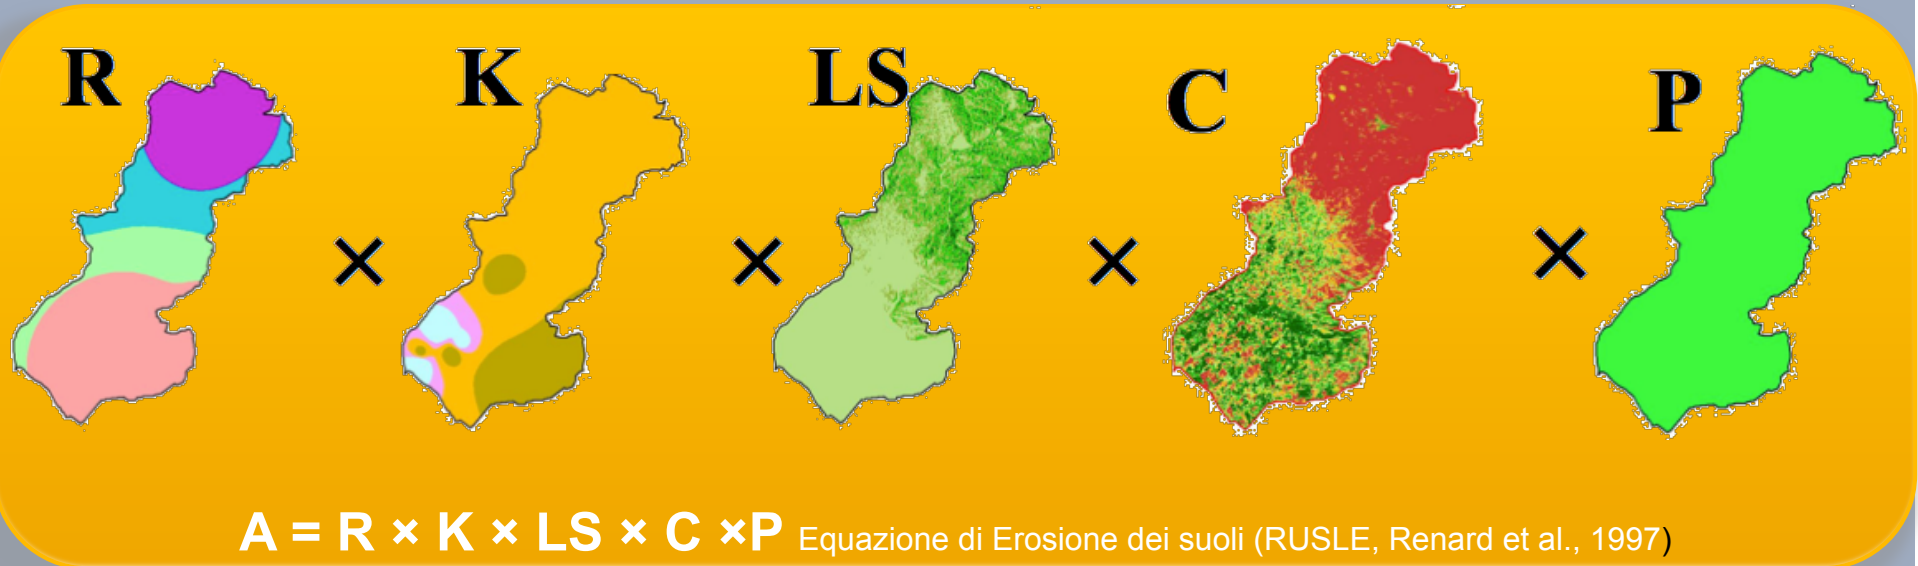 R × K × LS × C × P
A = R × K × LS × C ×P Equazione di Erosione dei suoli (RUSLE, Renard et al., 1997)